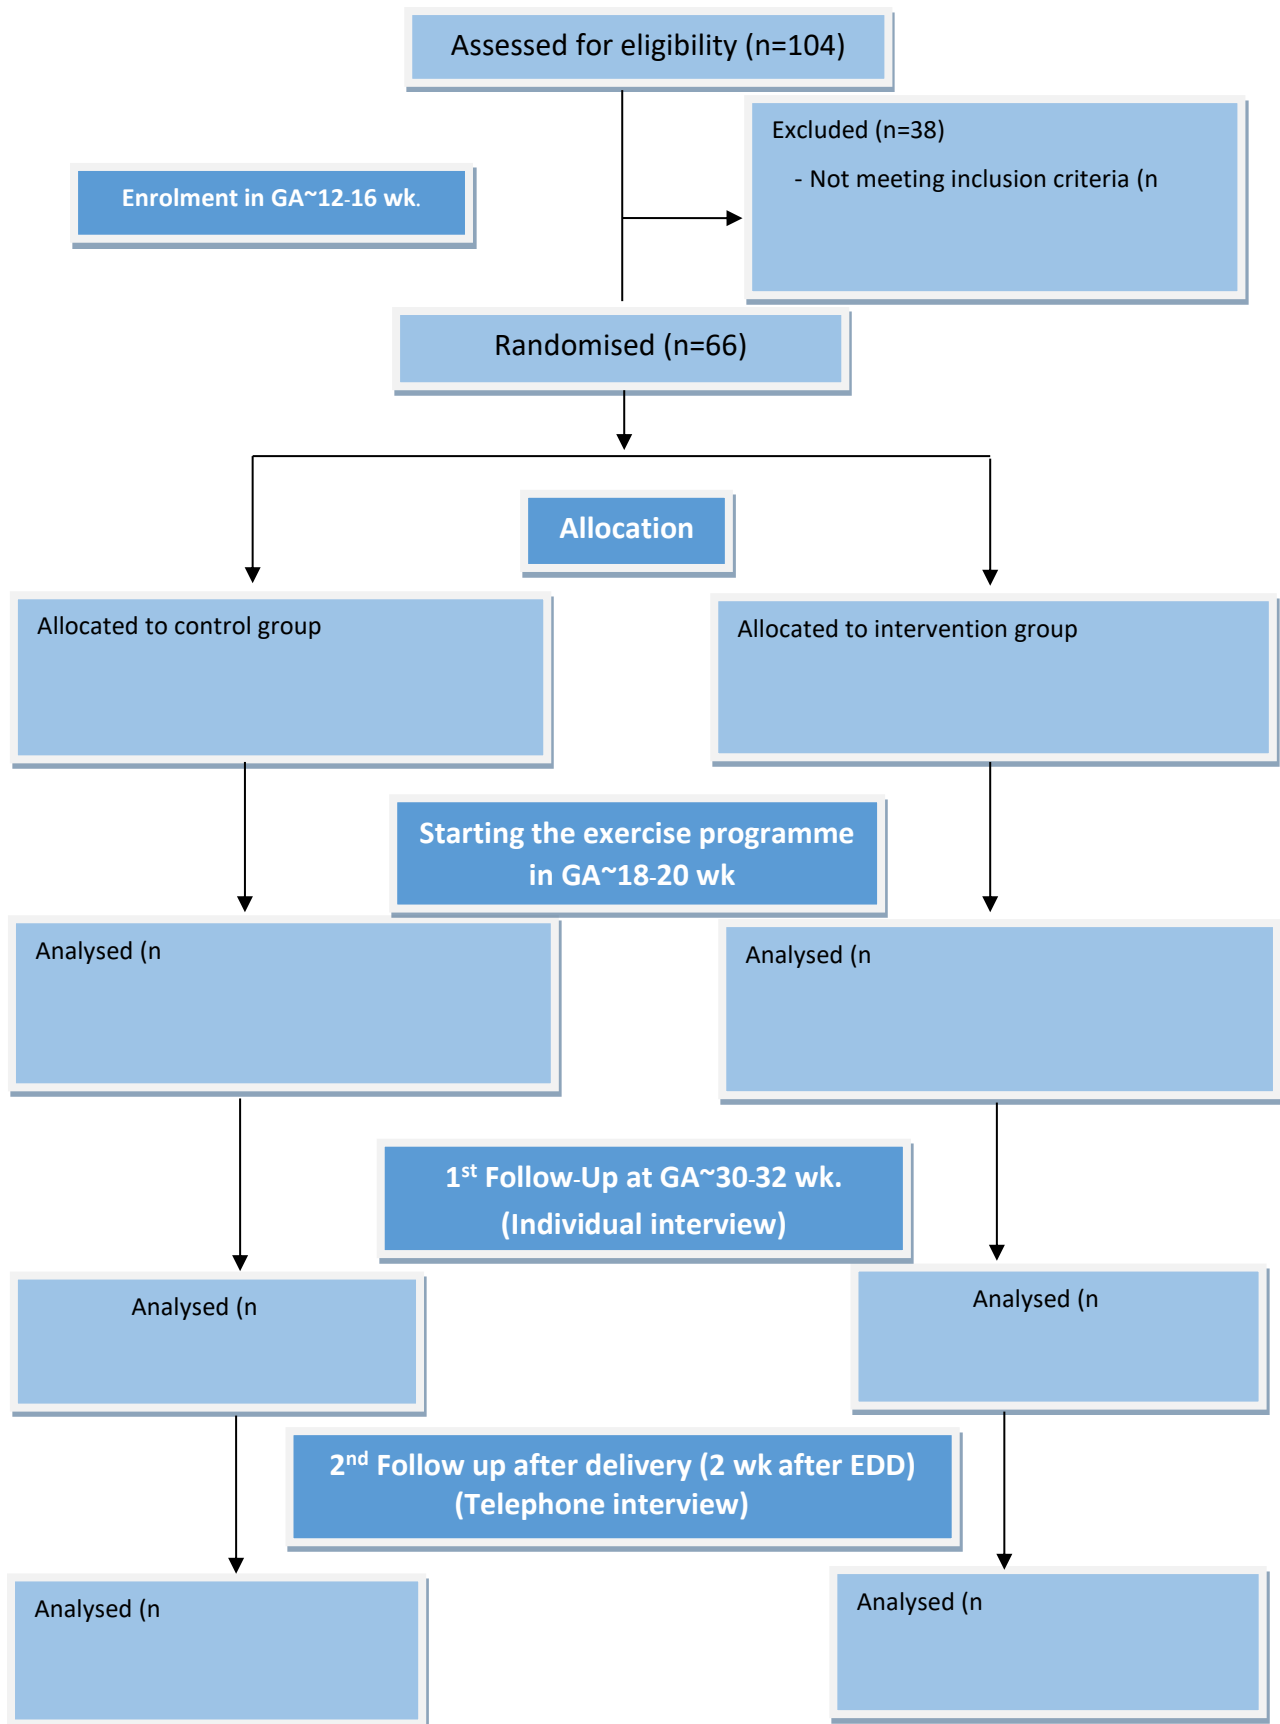 Assessed for eligibility (n=104)
Excluded (n=38)
- Not meeting inclusion criteria (n
Enrolment in GA~12-16 wk.
Randomised (n=66)
Allocation
Allocated to control group
Allocated to intervention group
Starting the exercise programme
in GA~18-20 wk
Analysed (n
Analysed (n
1st Follow-Up at GA~30-32 wk.
(Individual interview)
Analysed (n
Analysed (n
2nd Follow up after delivery (2 wk after EDD)
(Telephone interview)
Analysed (n
Analysed (n